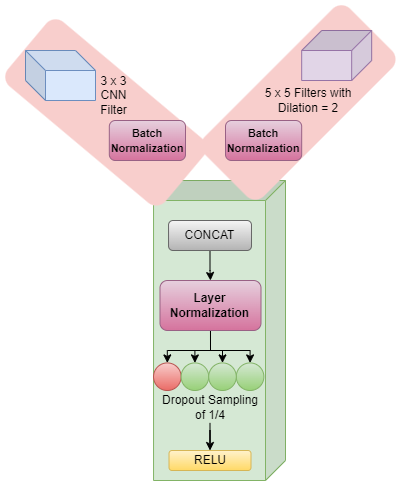 3 x 3
CNN
Filter
5 x 5 Filters with
Dilation = 2
Batch
Normalization
Batch
Normalization
CONCAT
Layer
Normalization
Dropout Sampling
of 1/4
RELU